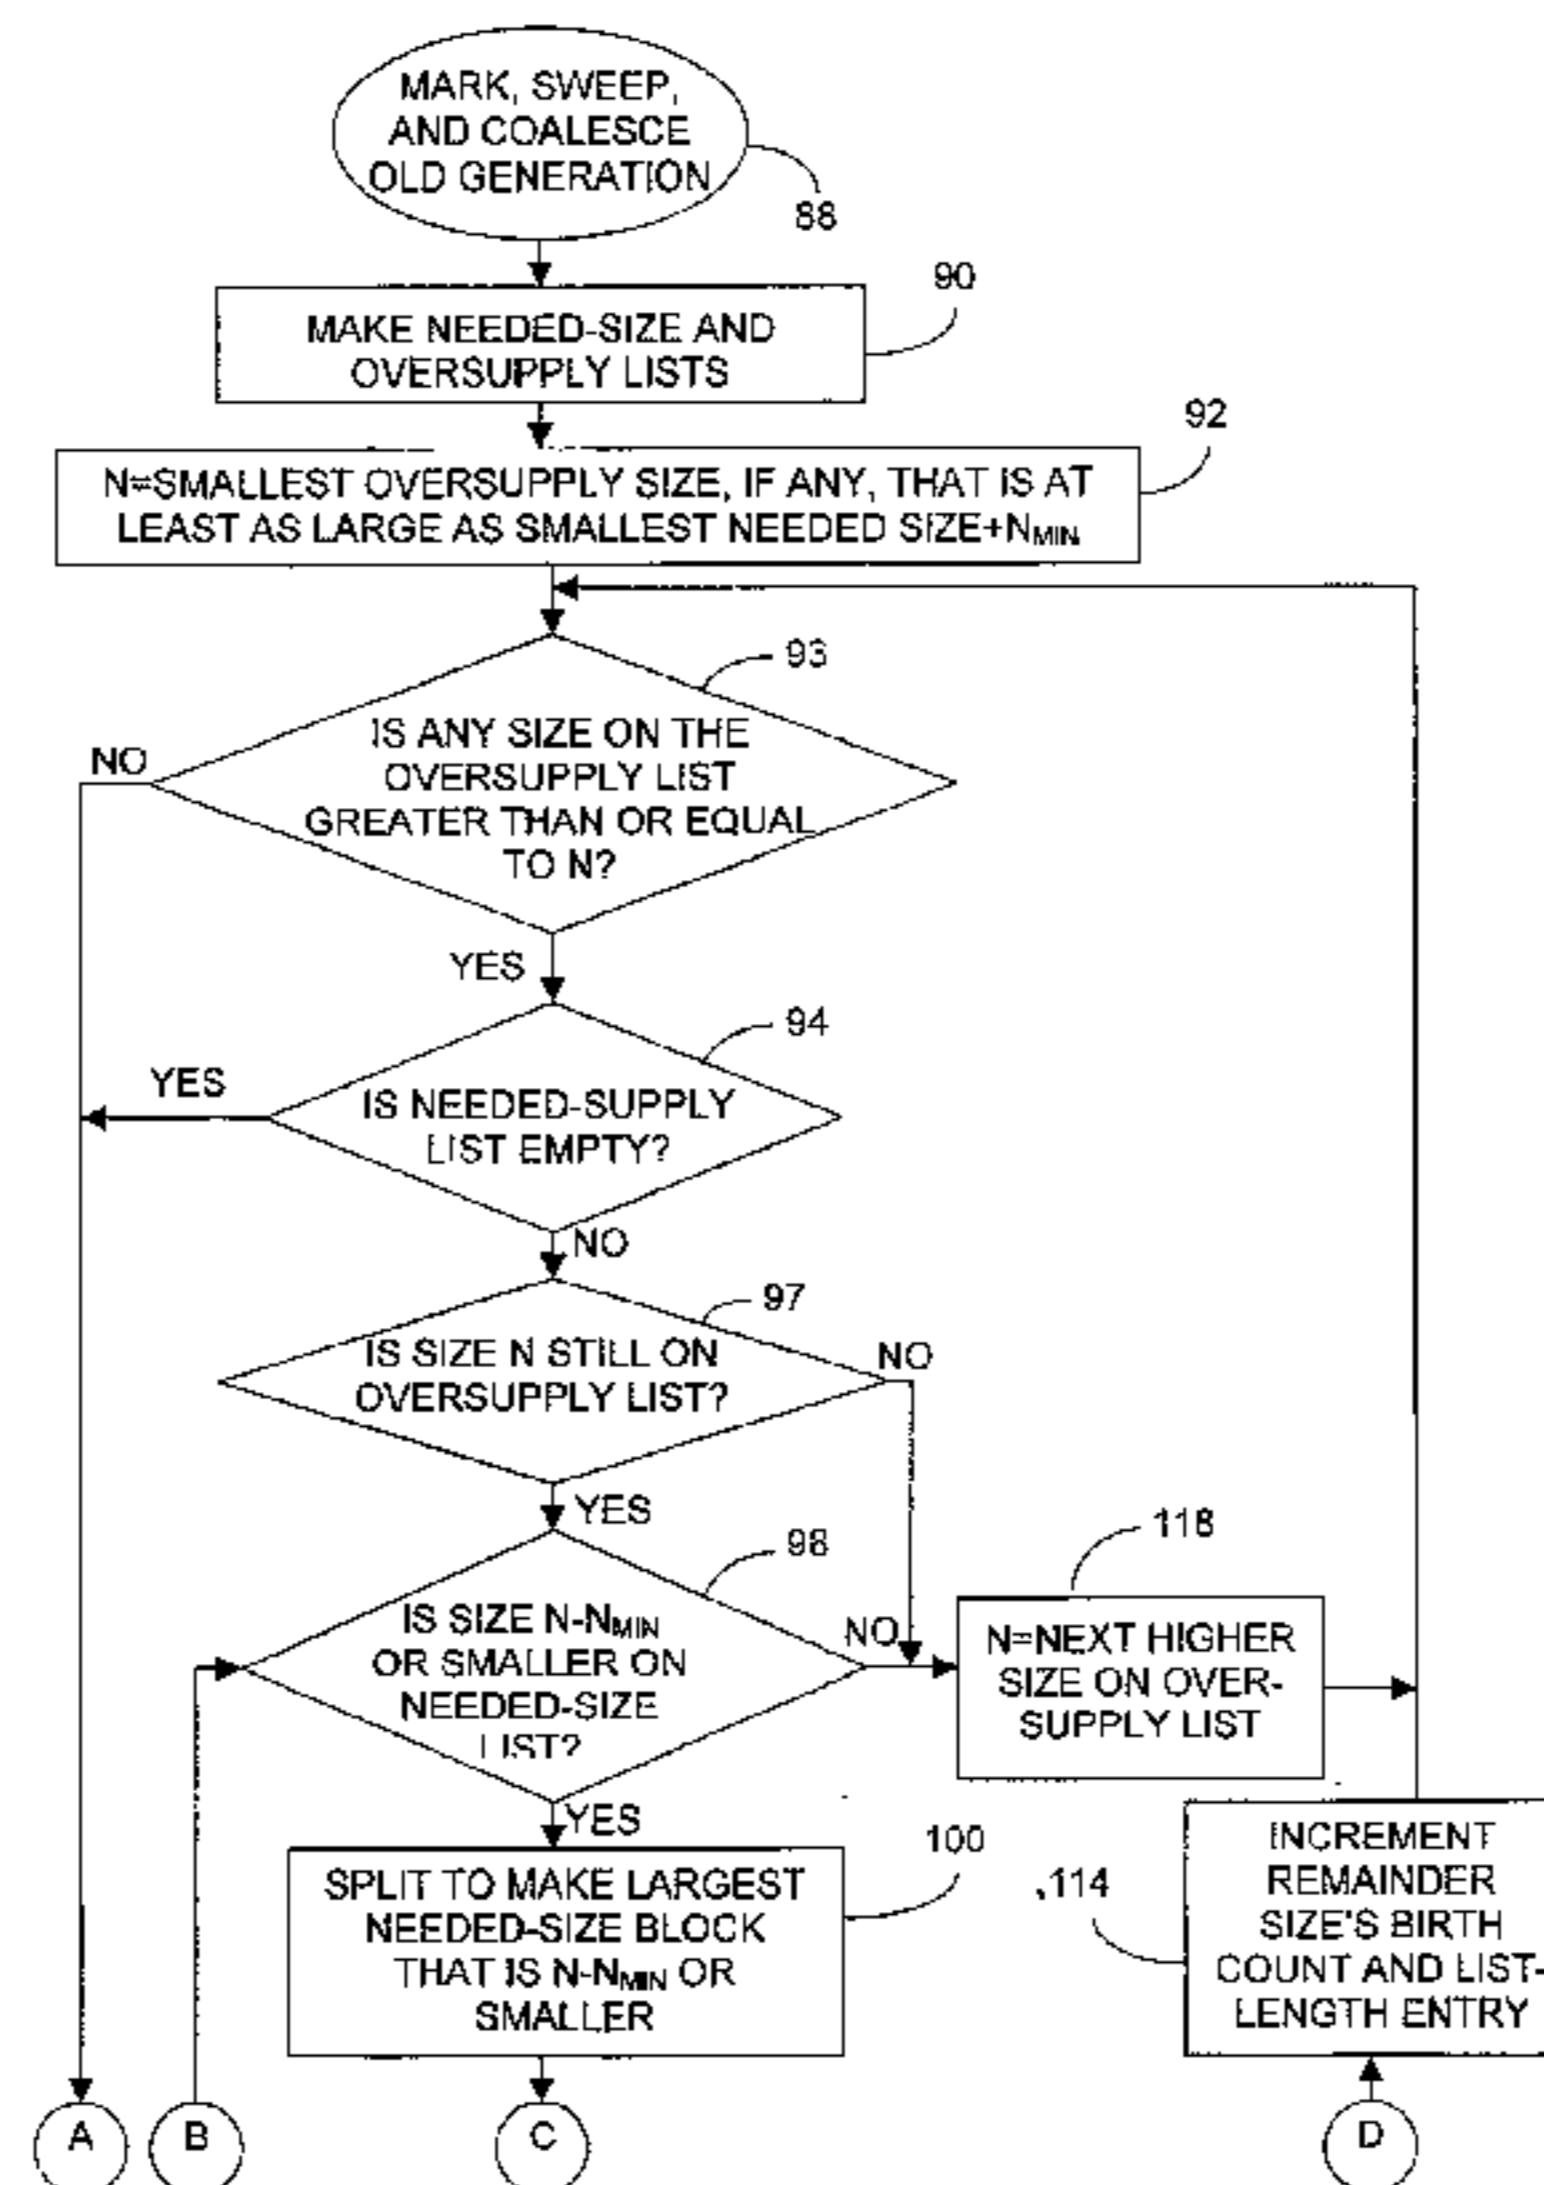 MARK, SWEEP,
AND COALESCE
OLD GENERATION
88
90
MAKE NEEDED-SIZE AND
OVERSUPPLY LISTS
92
N=SMALLEST OVERSUPPLY SIZE, IF ANY, THAT IS AT
LEAST AS LARGE AS SMALLEST NEEDED SIZE+NMIN
93
NO
IS ANY SIZE ON THE
OVERSUPPLY LIST
GREATER THAN OR EQUAL
TO N?
YES
94
YES
IS NEEDED-SUPPLY
LIST EMPTY?
NO
97
IS SIZE N STILL ON
OVERSUPPLY LIST?
NO
YES
98
118
IS SIZE N-NMIN
OR SMALLER ON
NEEDED-SIZE
LIST?
NO
N=NEXT HIGHER
SIZE ON OVER-
SUPPLY LIST
YES
100
SPLIT TO MAKE LARGEST
NEEDED-SIZE BLOCK
THAT IS N-NMIN OR
SMALLER
114
INCREMENT
REMAINDER
SIZE'S BIRTH
COUNT AND LIST-
LENGTH ENTRY
A
B
C
D